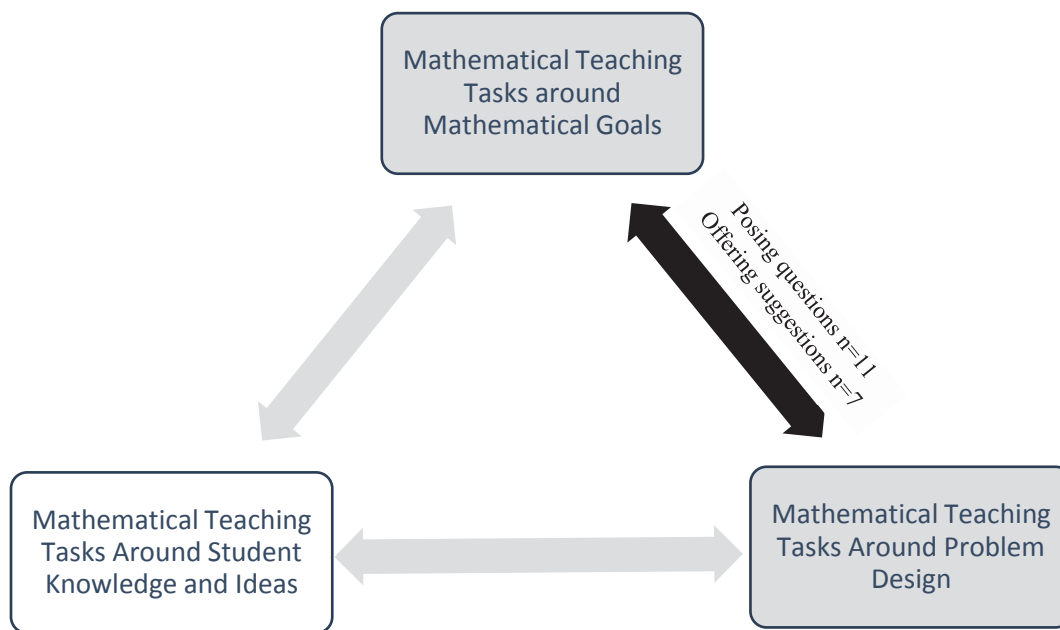 Mathematical Teaching
Tasks around
Mathematical Goals
Posing questions n=11
Offering suggestions n=7
Mathematical Teaching
Tasks Around Student
Knowledge and Ideas
Mathematical Teaching
Tasks Around Problem
Design